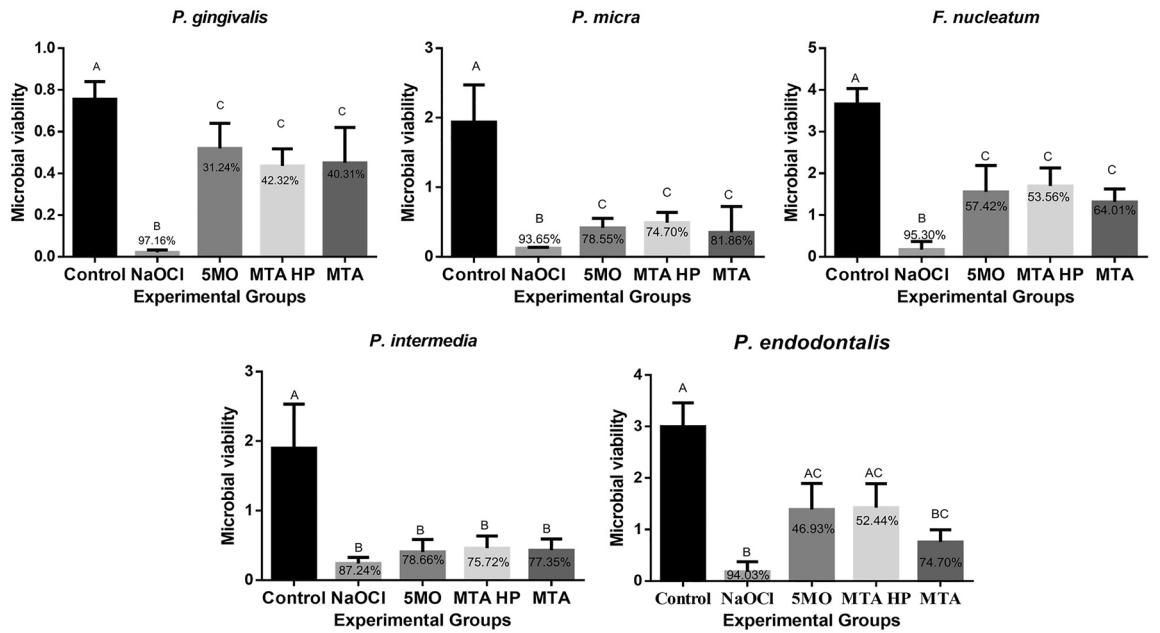 P. gingivalis
1.0
0.8
0.6
0.4
0.2
0.0
Microbial viability
A
B
97.16%
C
31.24%
C
42.32%
C
40.31%
Control NaOCl 5MO MTA HP MTA
Experimental Groups
P. micra
3
2
1
0
Microbial viability
A
B
93.65%
C
78.55%
C
74.70%
C
81.86%
Control NaOCl 5MO MTA HP MTA
Experimental Groups
F. nucleatum
5
4
3
2
1
0
Microbial viability
A
B
95.30%
C
57.42%
C
53.56%
C
64.01%
Control NaOCl 5MO MTA HP MTA
Experimental Groups
P. intermedia
3
2
1
0
Microbial viability
A
B
87.24%
B
78.66%
B
75.72%
B
77.35%
Control NaOCl 5MO MTA HP MTA
Experimental Groups
P. endodontalis
4
3
2
1
0
Microbial viability
A
B
94.03%
AC
46.93%
AC
52.44%
BC
74.70%
Control NaOCl 5MO MTA HP MTA
Experimental Groups